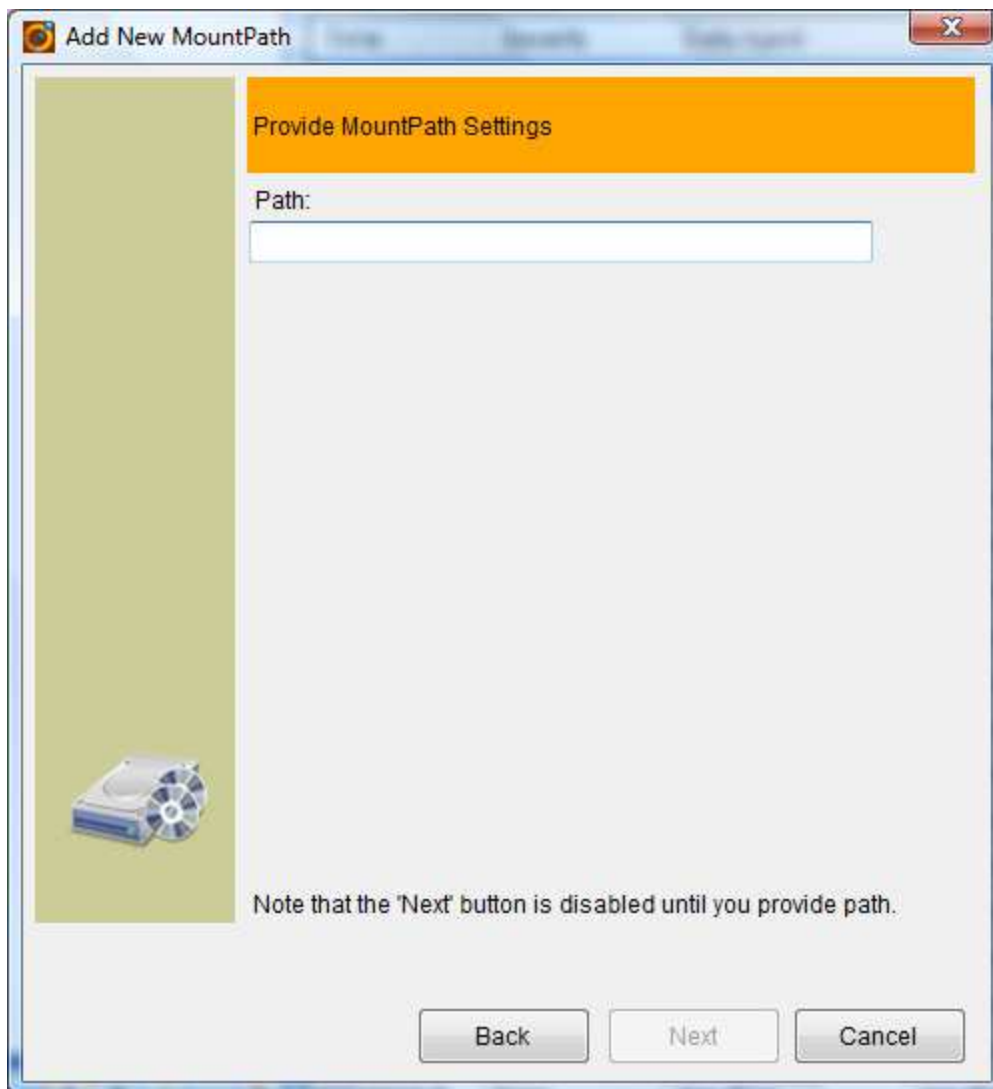 Add New MountPath
Provide MountPath Settings
Path:
Note that the 'Next' button is disabled until you provide path.
Back Next Cancel